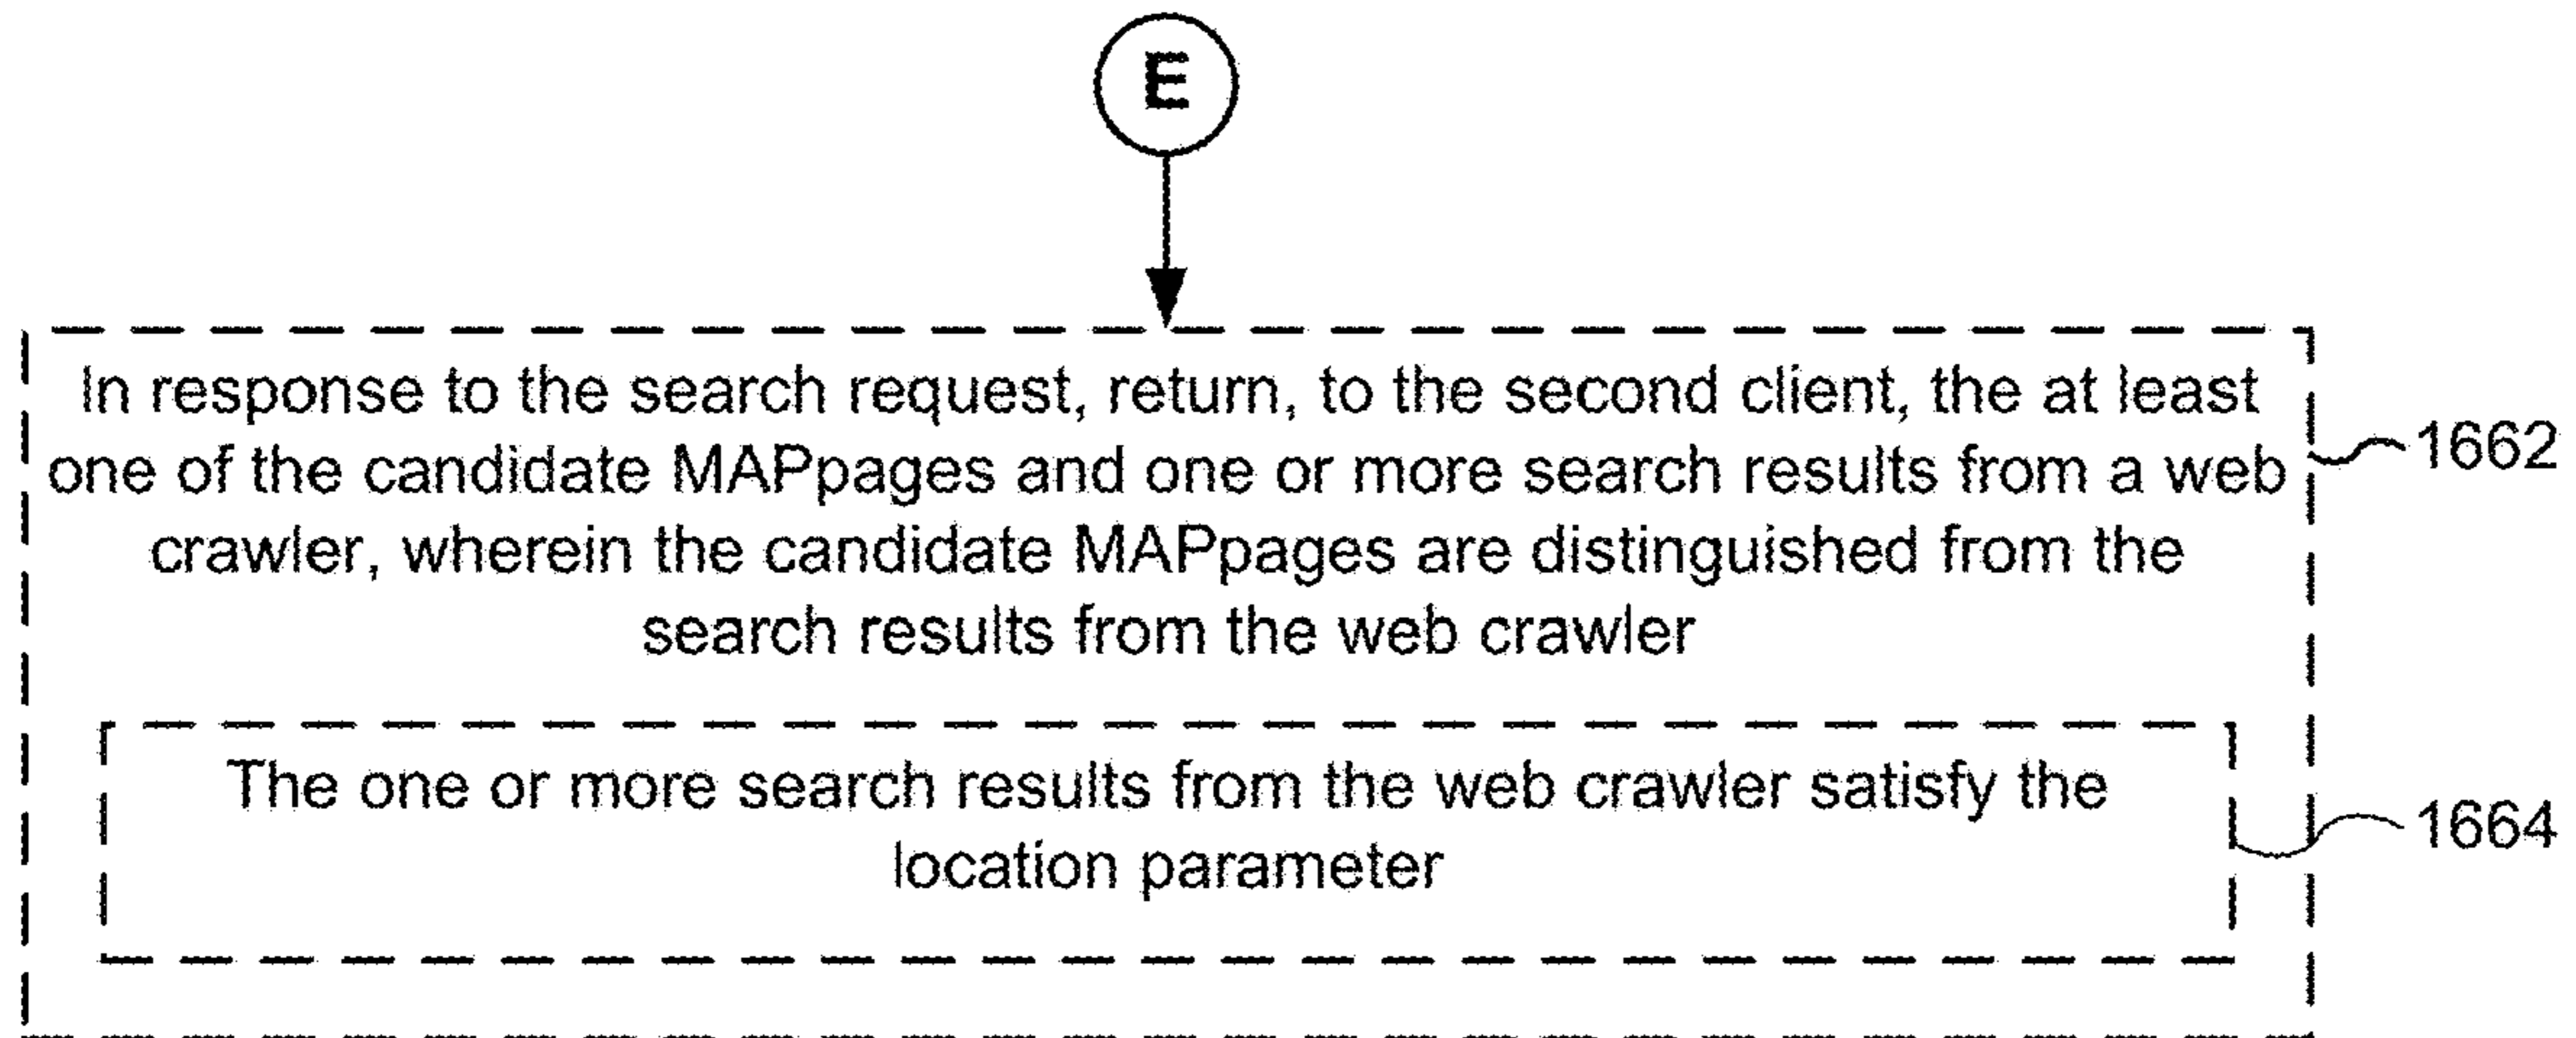 E
In response to the search request, return, to the second client, the at least
one of the candidate MAPpages and one or more search results from a web
crawler, wherein the candidate MAPpages are distinguished from the
search results from the web crawler
1662
The one or more search results from the web crawler satisfy the
location parameter
1664